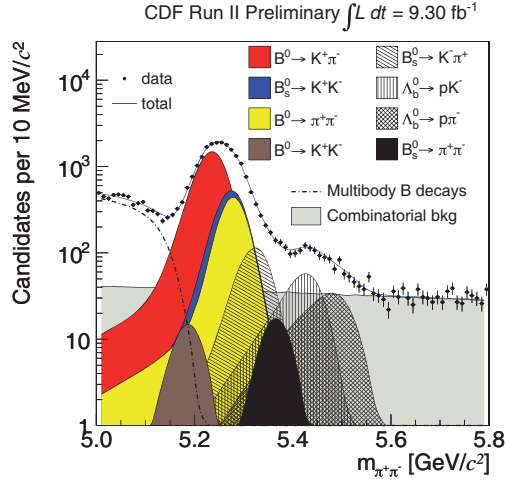 CDF Run II Preliminary ∫L dt = 9.30 fb⁻¹
Candidates per 10 MeV/c²
10⁴
10³
10²
10
1
data
total
B⁰→ K⁺π⁻
B⁰ₛ→ K⁺K⁻
B⁰→ π⁺π⁻
B⁰→ K⁺K⁻
B⁰ₛ→ K⁻π⁺
Λ⁰b→ pK⁻
Λ⁰b→ pπ⁻
B⁰ₛ→ π⁺π⁻
Multibody B decays
Combinatorial bkg
5.0 5.2 5.4 5.6 5.8
mπ⁺π⁻ [GeV/c²]